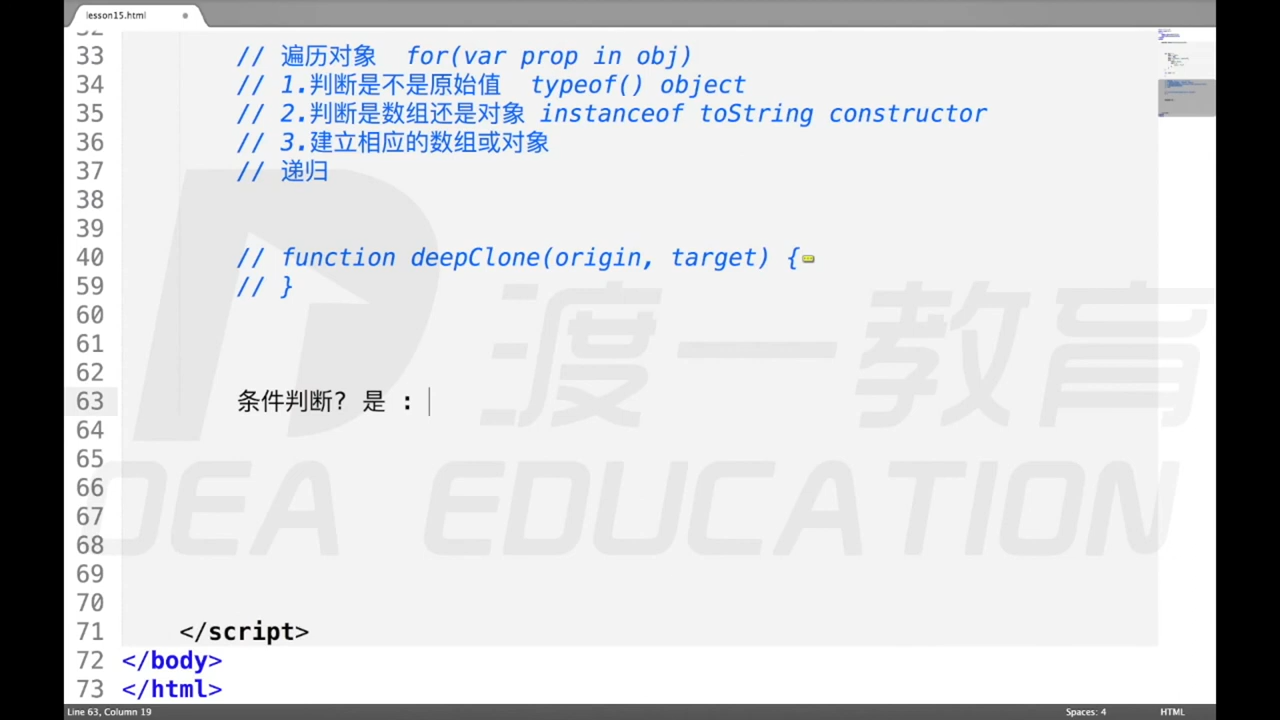 lesson15.html
33 // 遍历对象 for(var prop in obj)
34 // 1.判断是不是原始值 typeof() object
35 // 2.判断是数组还是对象 instanceof toString constructor
36 // 3.建立相应的数组或对象
37 // 递归
38
39
40 // function deepClone(origin, target) {
59 // }
60
61
62
63 条件判断? 是 :
64
65
66
67
68
69
70
71 </script>
72 </body>
73 </html>
渡一教育
DEA EDUCATION
Line 63, Column 19
Spaces: 4
HTML